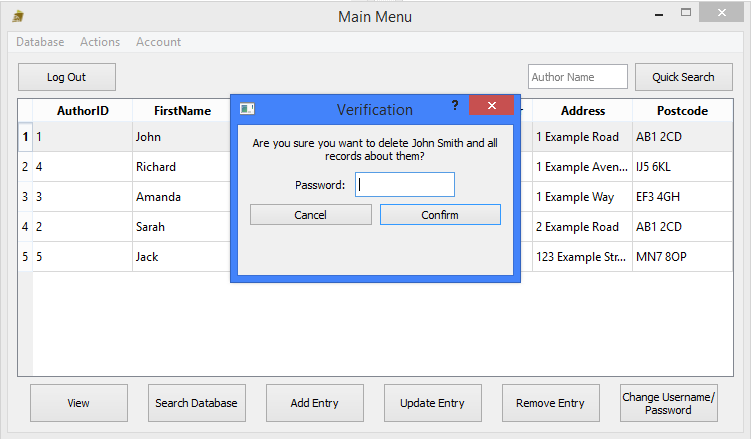 Main Menu
Database Actions Account
Log Out Author Name Quick Search
AuthorID FirstName Address Postcode
1 1 John 1 Example Road AB1 2CD
2 4 Richard 1 Example Aven... IJ5 6KL
3 3 Amanda 1 Example Way EF3 4GH
4 2 Sarah 2 Example Road AB1 2CD
5 5 Jack 123 Example Str... MN7 8OP
Verification ?
Are you sure you want to delete John Smith and all
records about them?
Password:
Cancel Confirm
View Search Database Add Entry Update Entry Remove Entry Change Username/
Password